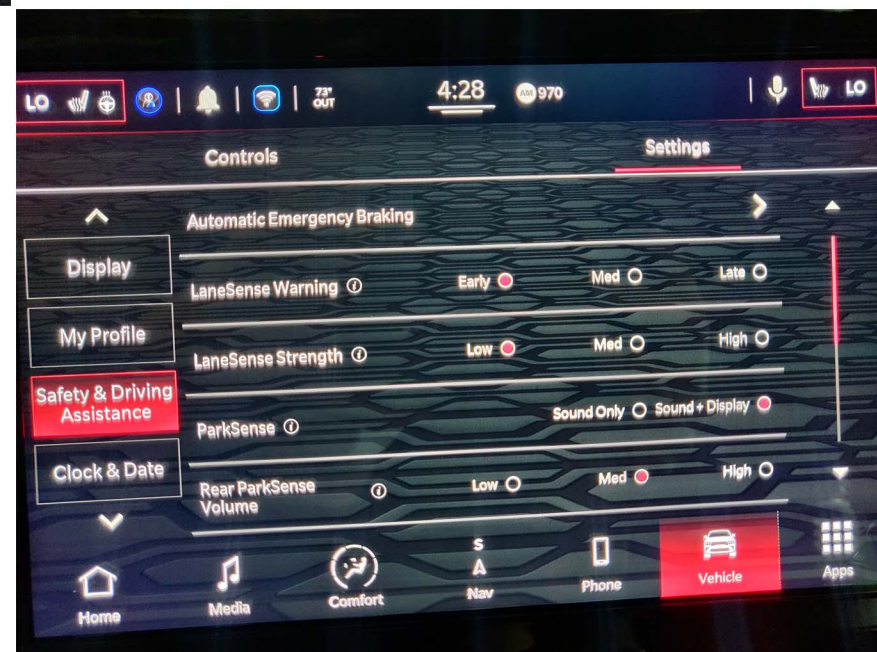 LO
73°
OUT
4:28
AM 970
LO
Controls
Settings
Display
My Profile
Safety & Driving
Assistance
Clock & Date
Automatic Emergency Braking
LaneSense Warning Early Med Late
LaneSense Strength Low Med High
ParkSense Sound Only Sound + Display
Rear ParkSense
Volume
Low Med High
Home
Media
Comfort
S
A
Nav
Phone
Vehicle
Apps